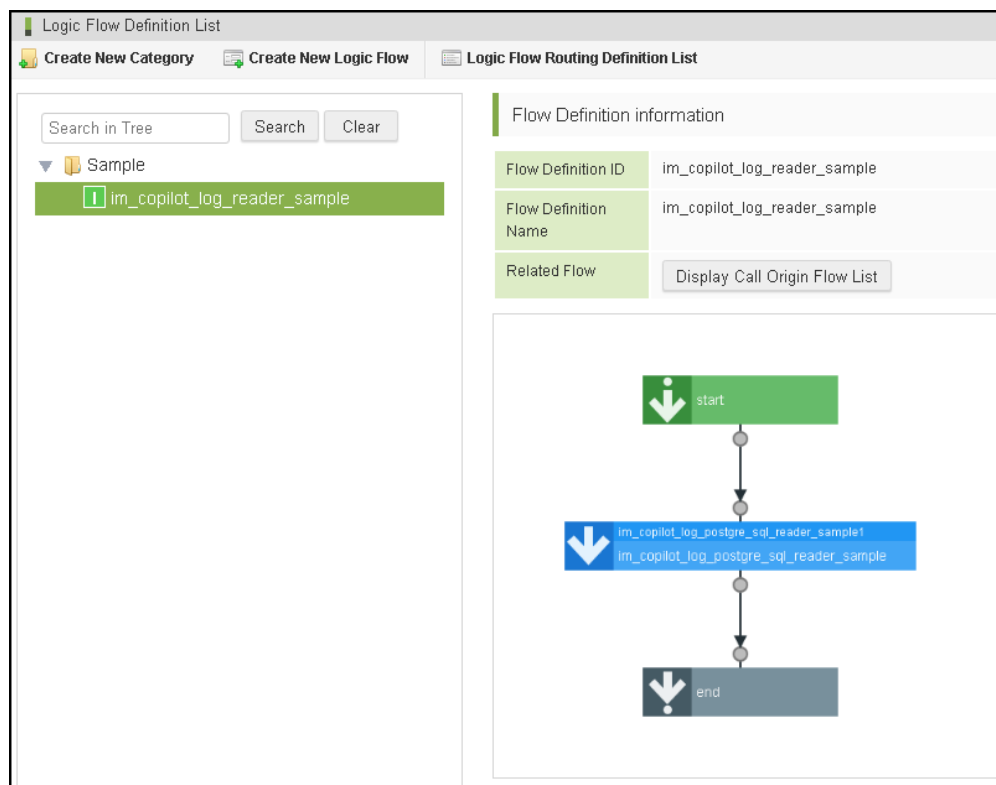 Logic Flow Definition List
Create New Category
Create New Logic Flow
Logic Flow Routing Definition List
Search in Tree
Search
Clear
Sample
im_copilot_log_reader_sample
Flow Definition information
Flow Definition ID
im_copilot_log_reader_sample
Flow Definition
Name
im_copilot_log_reader_sample
Related Flow
Display Call Origin Flow List
start
im_copilot_log_postgre_sql_reader_sample1
im_copilot_log_postgre_sql_reader_sample
end